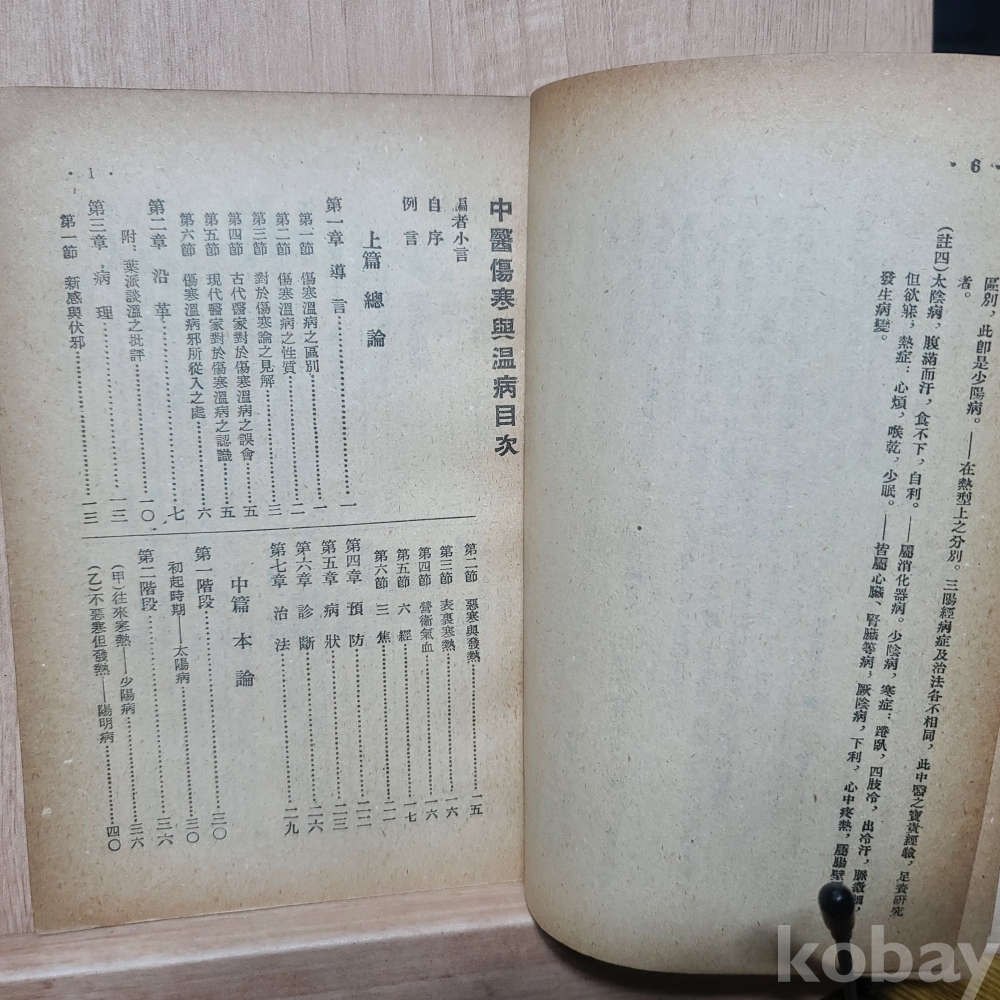 6
區別，此卽是少陽病。——在熱型上之分別。三陽經病症及治法各不相同，此中醫之寶貴經驗，足資研究
者。
(註四)太陰病，腹滿而汗，食不下，自利。——屬消化器病。少陰病，寒症：踡臥，四肢冷，出冷汗，脈微細，
但欲寐；熱症：心煩，喉乾，少眠。——皆屬心臟、腎臟等病，厥陰病，下利，心中疼熱，屬腸壁
發生病變。
1
中醫傷寒與溫病目次
編者小言
自序
例言
上篇 總論
第一章 導言……一
第一節 傷寒溫病之區別……一
第二節 傷寒溫病之性質……二
第三節 對於傷寒論之見解……三
第四節 古代醫家對於傷寒溫病之誤會……五
第五節 現代醫家對於傷寒溫病之認識……五
第六節 傷寒溫病邪所從入之處……六
第二章 沿革……七
附：葉派談溫之批評……一〇
第三章 病理……一三
第一節 新感與伏邪……一三
第二節 惡寒與發熱……一五
第三節 表裏寒熱……一六
第四節 營衞氣血……一六
第五節 六經……一七
第六節 三焦……二一
第四章 預防……二二
第五章 病狀……二三
第六章 診斷……二六
第七章 治法……二九
中篇 本論
第一階段……三〇
初起時期——太陽病……三〇
第二階段……三六
(甲)往來寒熱——少陽病……三六
(乙)不惡寒但發熱——陽明病……四〇
kobay